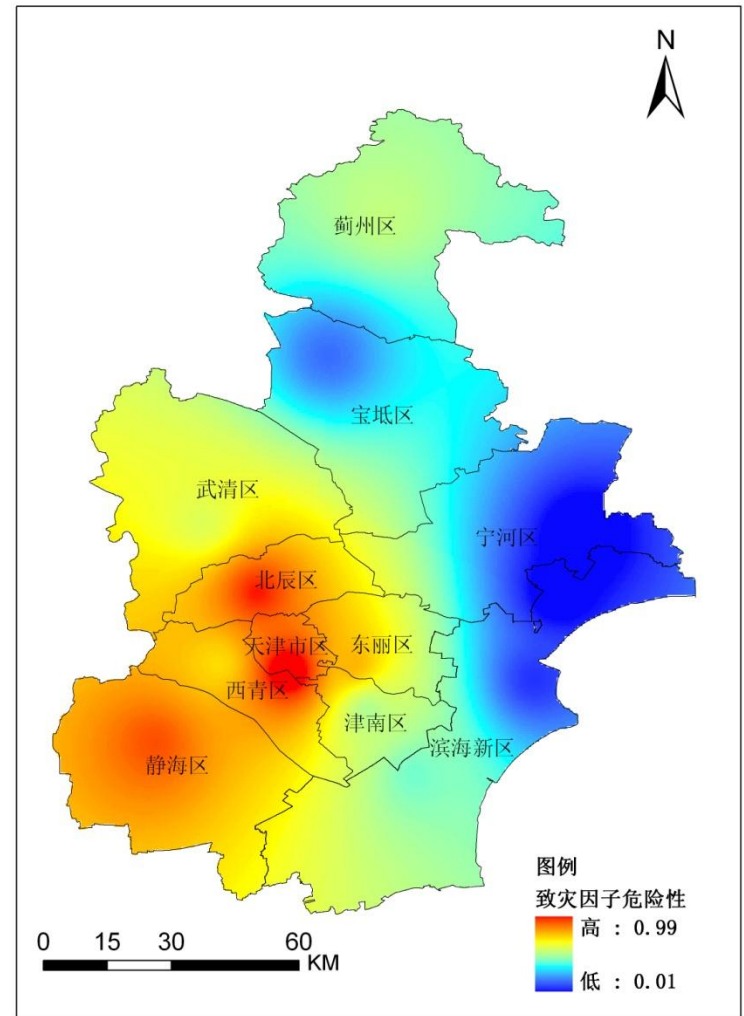 N
蓟州区
宝坻区
武清区
宁河区
北辰区
天津市区
东丽区
西青区
津南区
滨海新区
静海区
图例
致灾因子危险性
高 : 0.99
低 : 0.01
0 15 30 60
KM